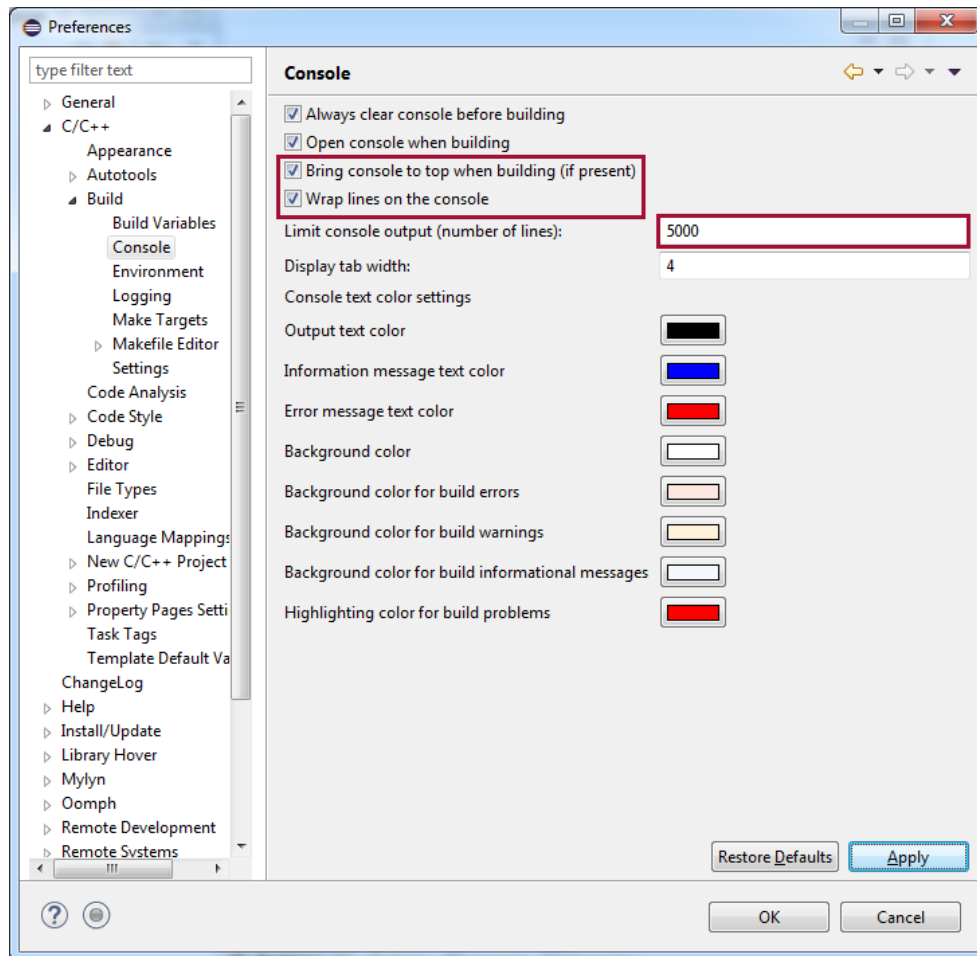 Preferences
type filter text
General
C/C++
Appearance
Autotools
Build
Build Variables
Console
Environment
Logging
Make Targets
Makefile Editor
Settings
Code Analysis
Code Style
Debug
Editor
File Types
Indexer
Language Mappings
New C/C++ Project
Profiling
Property Pages Setti
Task Tags
Template Default Va
ChangeLog
Help
Install/Update
Library Hover
Mylyn
Oomph
Remote Development
Remote Systems
Console
Always clear console before building
Open console when building
Bring console to top when building (if present)
Wrap lines on the console
Limit console output (number of lines): 5000
Display tab width: 4
Console text color settings
Output text color
Information message text color
Error message text color
Background color
Background color for build errors
Background color for build warnings
Background color for build informational messages
Highlighting color for build problems
Restore Defaults Apply
OK Cancel